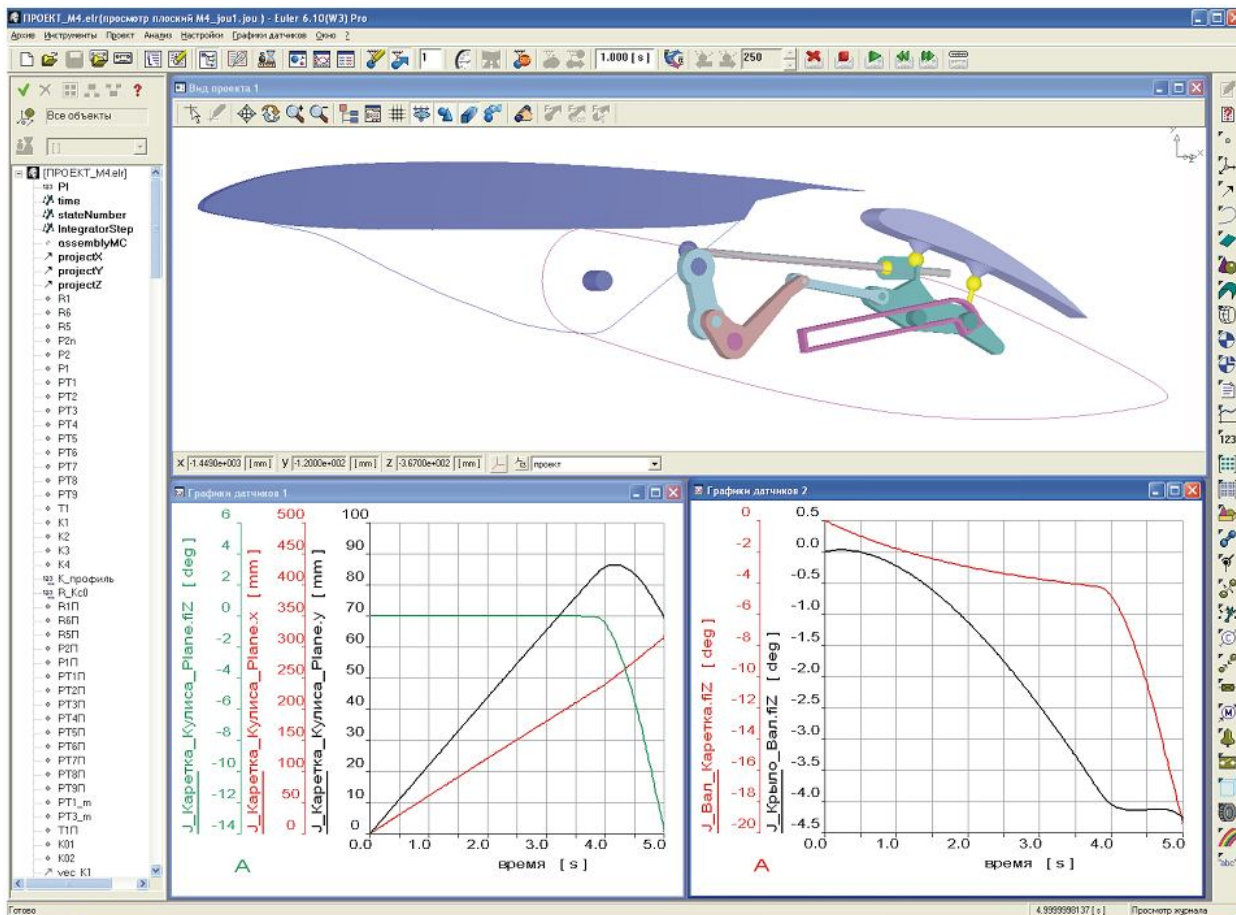 ПРОЕКТ_М4.elr(просмотр плоский М4_jou1.jou ) - Euler 6.10(W3) Pro
Архив Инструменты Проект Анализ Настройки Графики датчиков Окно ?
1 1.000 [ s ] 250
Все объекты
[ ]
[ПРОЕКТ_М4.elr]
123 PI
time
stateNumber
IntegratorStep
assemblyMC
projectX
projectY
projectZ
R1
R6
R5
P2n
P2
P1
PT1
PT2
PT3
PT4
PT5
PT6
PT7
PT8
PT9
T1
K1
K2
K3
K4
К_профиль
R_Kc0
R1П
R6П
R5П
P2П
P1П
PT1П
PT2П
PT3П
PT4П
PT5П
PT6П
PT7П
PT8П
PT9П
PT1_m
PT3_m
T1П
K01
K02
vec_K1
Вид проекта 1
X -1.4490e+003 [mm] Y -1.2000e+002 [mm] Z -3.6700e+002 [mm] проект
Графики датчиков 1
J_Каретка_Кулиса_Plane.fiZ [ deg ]
6
4
2
0
-2
-4
-6
-8
-10
-12
-14
A
J_Каретка_Кулиса_Plane.x [ mm ]
500
450
400
350
300
250
200
150
100
50
0
J_Каретка_Кулиса_Plane.y [ mm ]
100
90
80
70
60
50
40
30
20
10
0
0.0 1.0 2.0 3.0 4.0 5.0
время [ s ]
Графики датчиков 2
J_Вал_Каретка.fiZ [ deg ]
0
-2
-4
-6
-8
-10
-12
-14
-16
-18
-20
A
J_Крыло_Вал.fiZ [ deg ]
0.5
0.0
-0.5
-1.0
-1.5
-2.0
-2.5
-3.0
-3.5
-4.0
-4.5
0.0 1.0 2.0 3.0 4.0 5.0
время [ s ]
123
"abc"
Готово 4.9999998137 [ s ] Просмотр журнала